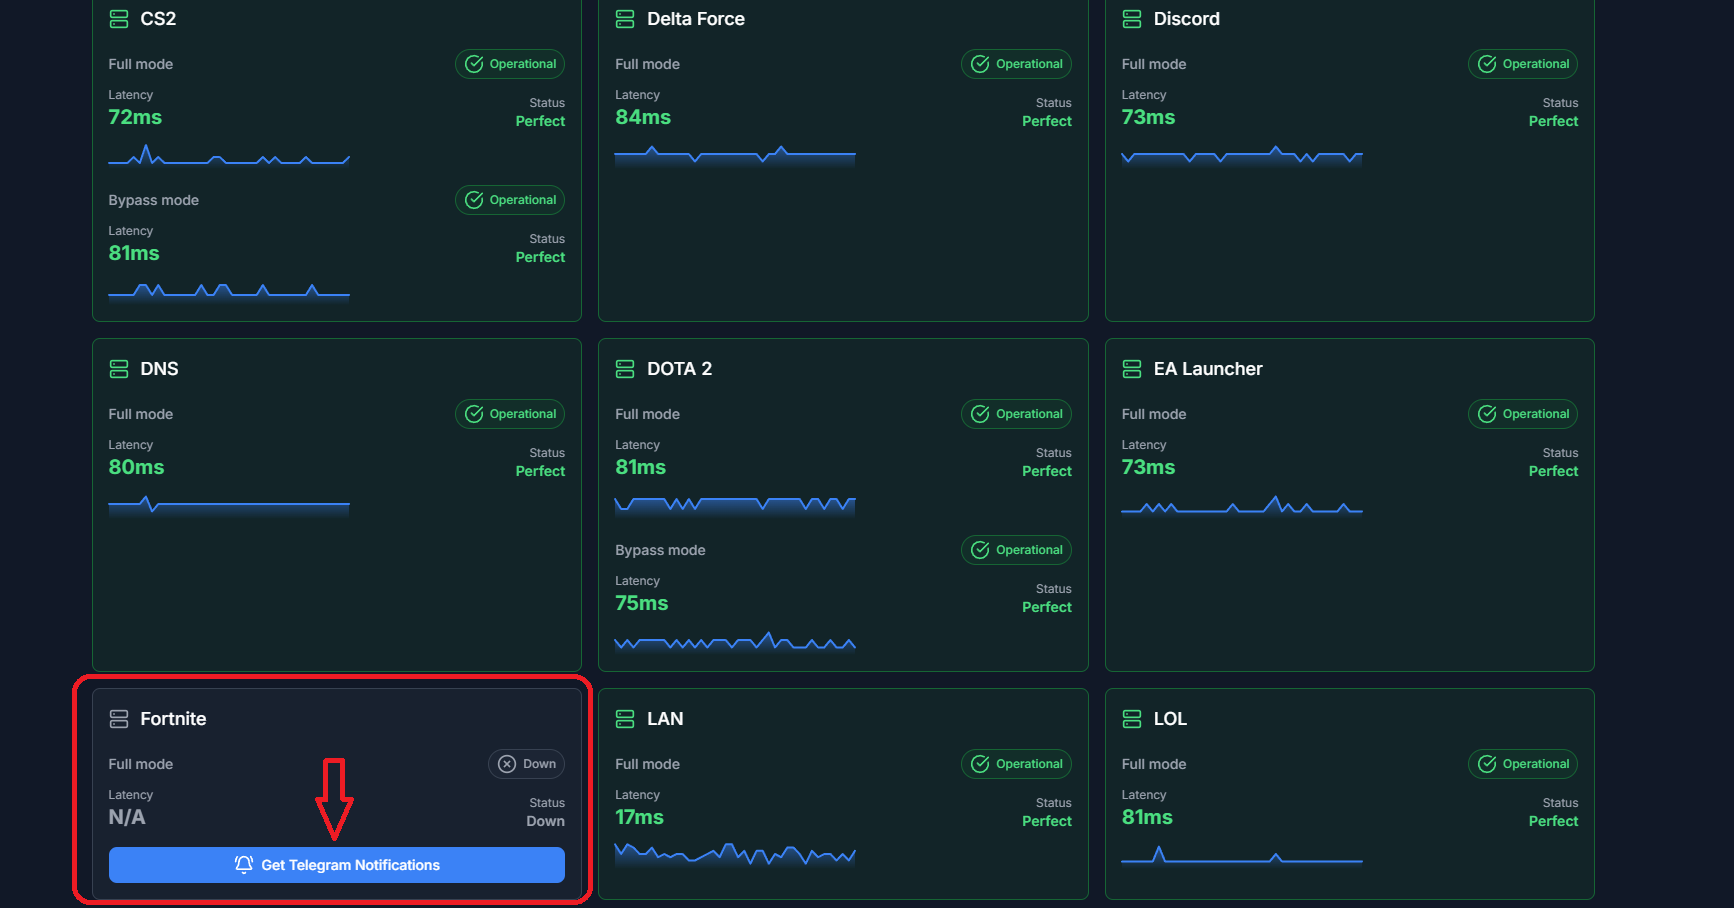 CS2
Full mode
Operational
Latency
72ms
Status
Perfect
Bypass mode
Operational
Latency
81ms
Status
Perfect
Delta Force
Full mode
Operational
Latency
84ms
Status
Perfect
Discord
Full mode
Operational
Latency
73ms
Status
Perfect
DNS
Full mode
Operational
Latency
80ms
Status
Perfect
DOTA 2
Full mode
Operational
Latency
81ms
Status
Perfect
Bypass mode
Operational
Latency
75ms
Status
Perfect
EA Launcher
Full mode
Operational
Latency
73ms
Status
Perfect
Fortnite
Full mode
Down
Latency
N/A
Status
Down
Get Telegram Notifications
LAN
Full mode
Operational
Latency
17ms
Status
Perfect
LOL
Full mode
Operational
Latency
81ms
Status
Perfect